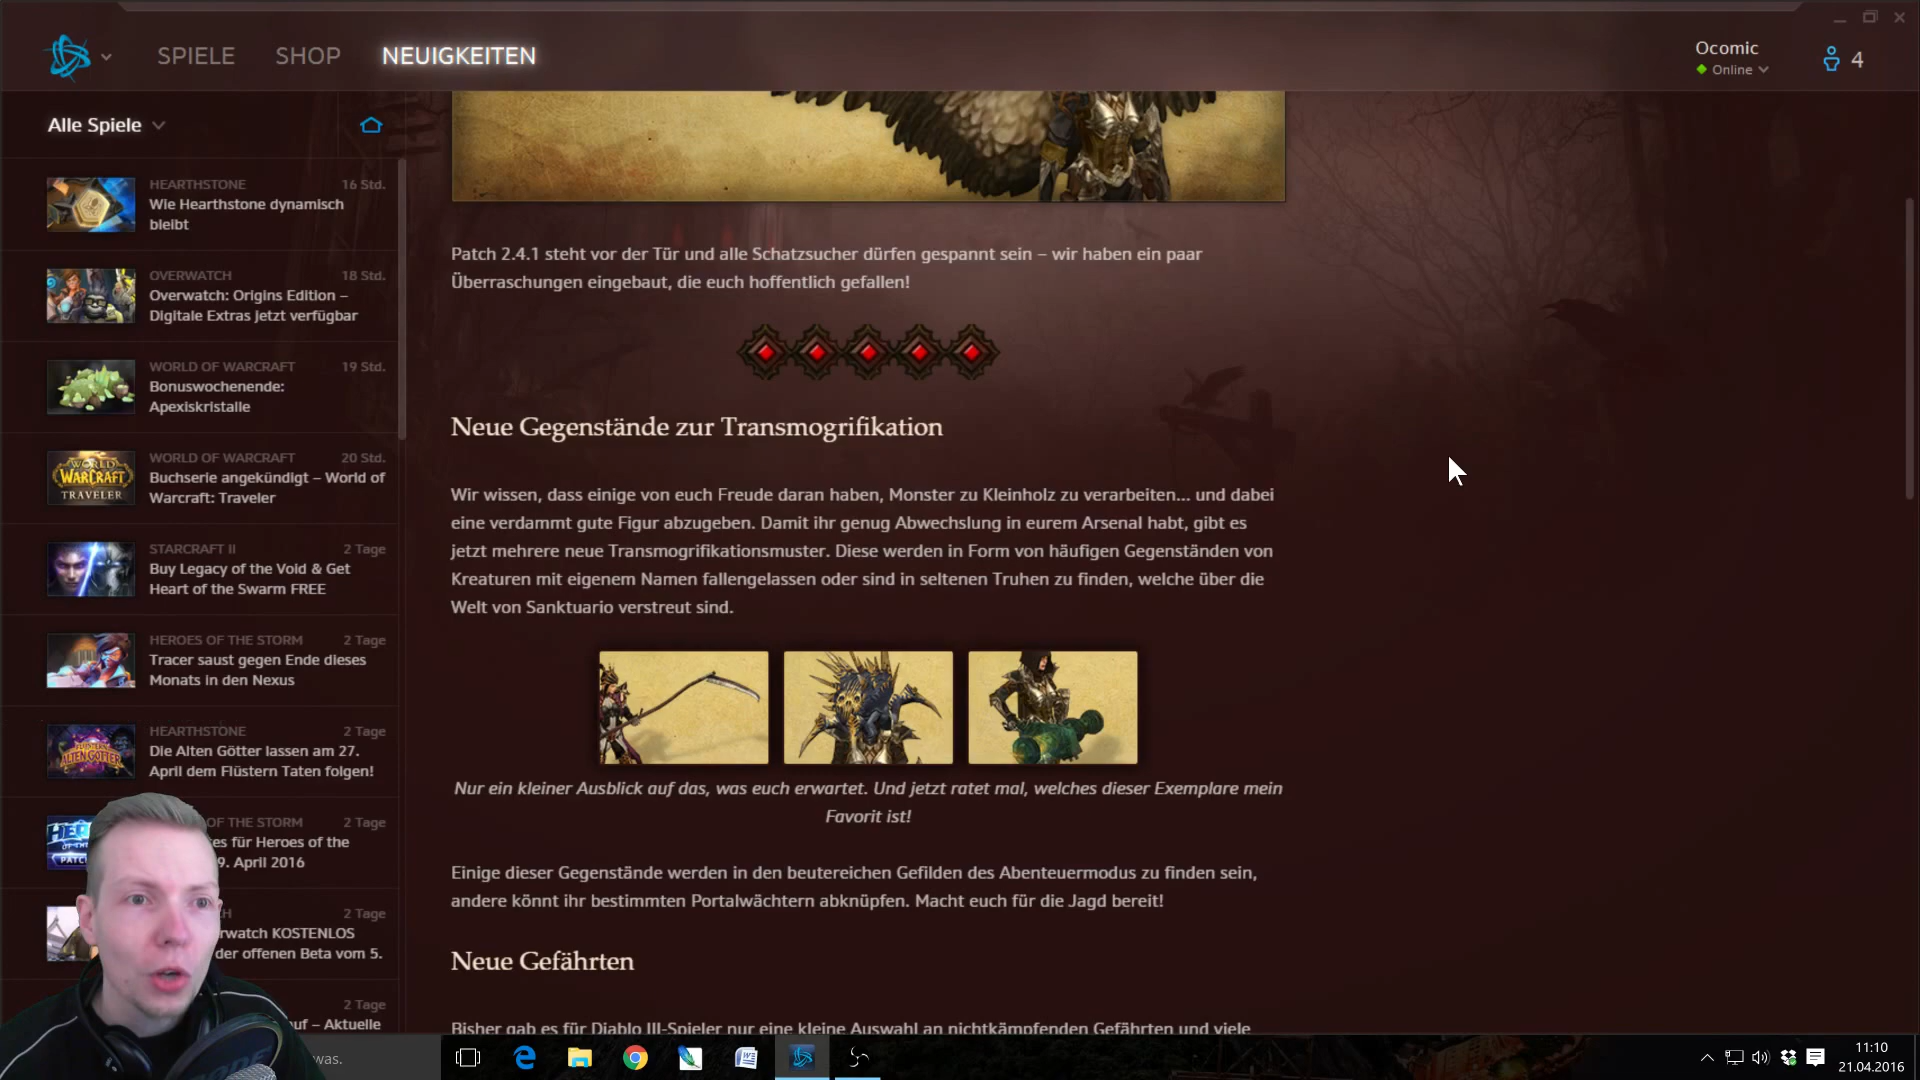 SPIELE
SHOP
NEUIGKEITEN
Ocomic
Online
4
Alle Spiele
HEARTHSTONE 16 Std.
Wie Hearthstone dynamisch
bleibt
OVERWATCH 18 Std.
Overwatch: Origins Edition –
Digitale Extras jetzt verfügbar
WORLD OF WARCRAFT 19 Std.
Bonuswochenende:
Apexiskristalle
WORLD OF WARCRAFT 20 Std.
Buchserie angekündigt – World of
Warcraft: Traveler
WORLD OF
WARCRAFT
TRAVELER
STARCRAFT II 2 Tage
Buy Legacy of the Void & Get
Heart of the Swarm FREE
HEROES OF THE STORM 2 Tage
Tracer saust gegen Ende dieses
Monats in den Nexus
HEARTHSTONE 2 Tage
Die Alten Götter lassen am 27.
April dem Flüstern Taten folgen!
ALTEN GÖTTER
OF THE STORM 2 Tage
es für Heroes of the
9. April 2016
PATC
H 2 Tage
rwatch KOSTENLOS
der offenen Beta vom 5.
2 Tage
uf – Aktuelle
Patch 2.4.1 steht vor der Tür und alle Schatzsucher dürfen gespannt sein – wir haben ein paar
Überraschungen eingebaut, die euch hoffentlich gefallen!
Neue Gegenstände zur Transmogrifikation
Wir wissen, dass einige von euch Freude daran haben, Monster zu Kleinholz zu verarbeiten... und dabei
eine verdammt gute Figur abzugeben. Damit ihr genug Abwechslung in eurem Arsenal habt, gibt es
jetzt mehrere neue Transmogrifikationsmuster. Diese werden in Form von häufigen Gegenständen von
Kreaturen mit eigenem Namen fallengelassen oder sind in seltenen Truhen zu finden, welche über die
Welt von Sanktuario verstreut sind.
Nur ein kleiner Ausblick auf das, was euch erwartet. Und jetzt ratet mal, welches dieser Exemplare mein
Favorit ist!
Einige dieser Gegenstände werden in den beutereichen Gefilden des Abenteuermodus zu finden sein,
andere könnt ihr bestimmten Portalwächtern abknüpfen. Macht euch für die Jagd bereit!
Neue Gefährten
Bisher gab es für Diablo III-Spieler nur eine kleine Auswahl an nichtkämpfenden Gefährten und viele
was.
11:10
21.04.2016